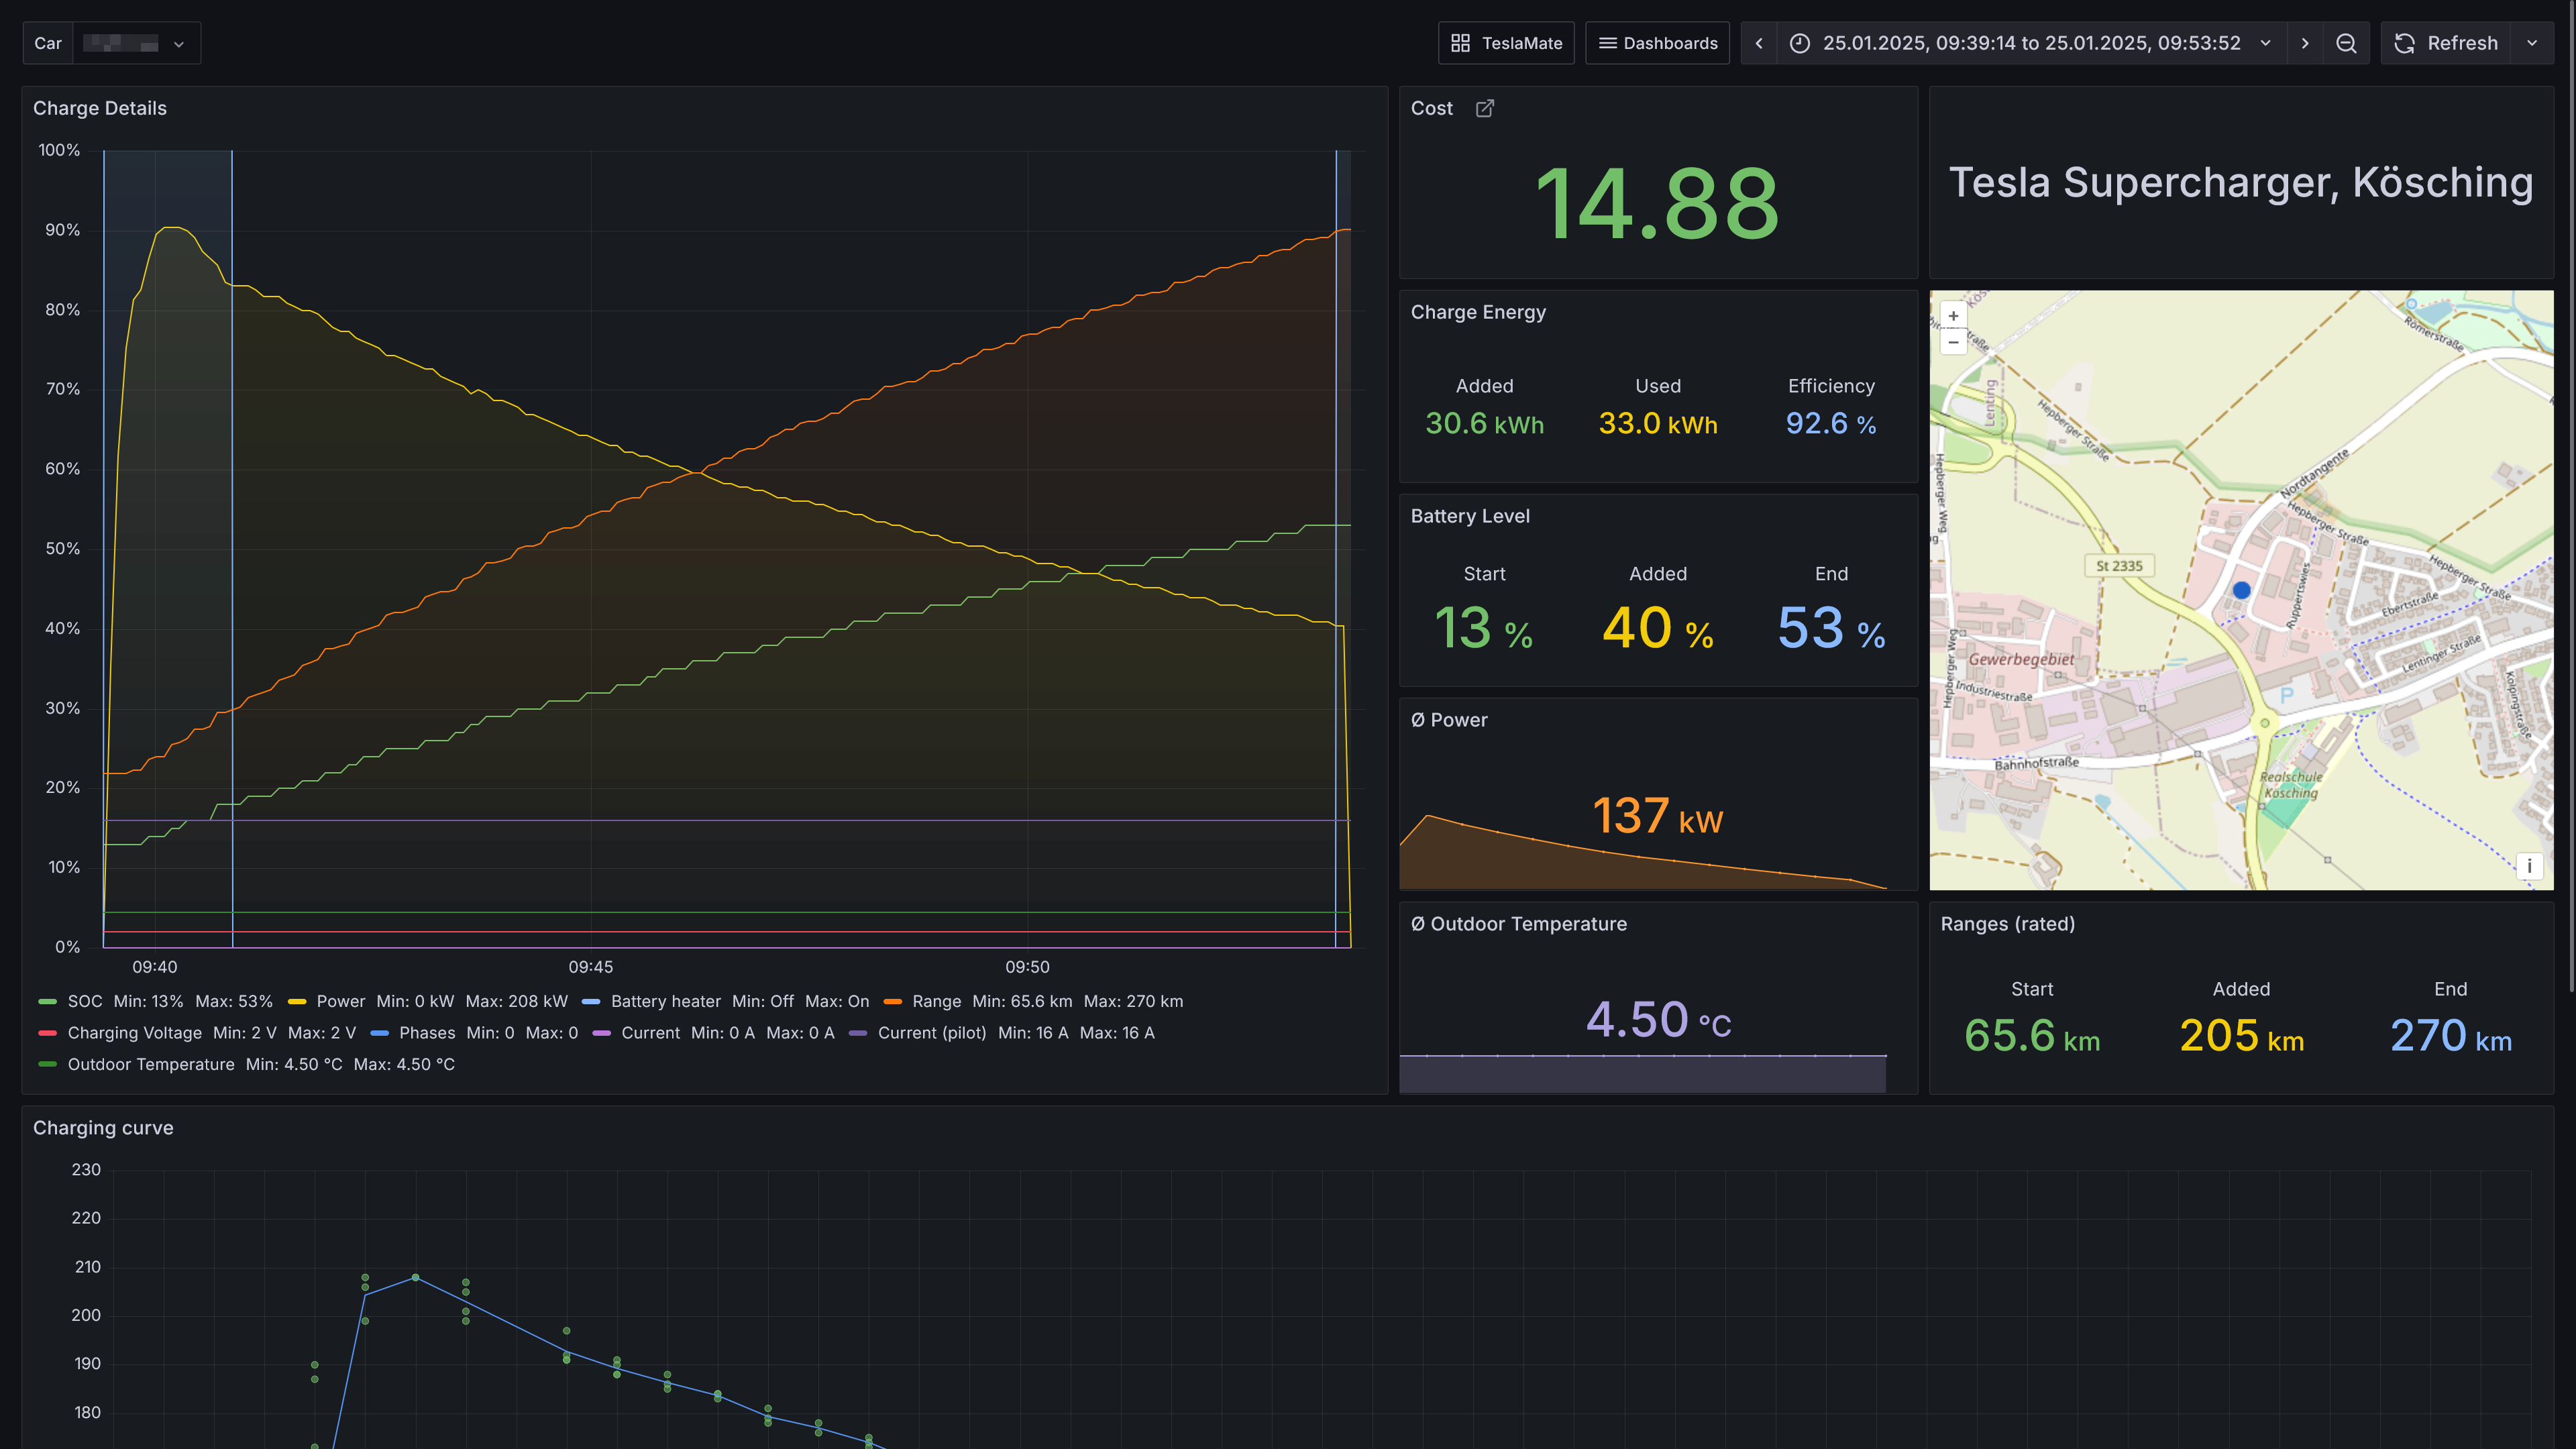 Car
TeslaMate
Dashboards
25.01.2025, 09:39:14 to 25.01.2025, 09:53:52
Refresh
Charge Details
100%
90%
80%
70%
60%
50%
40%
30%
20%
10%
0%
09:40 09:45 09:50
SOC Min: 13% Max: 53% Power Min: 0 kW Max: 208 kW Battery heater Min: Off Max: On Range Min: 65.6 km Max: 270 km
Charging Voltage Min: 2 V Max: 2 V Phases Min: 0 Max: 0 Current Min: 0 A Max: 0 A Current (pilot) Min: 16 A Max: 16 A
Outdoor Temperature Min: 4.50 °C Max: 4.50 °C
Cost
14.88
Tesla Supercharger, Kösching
Charge Energy
Added Used Efficiency
30.6 kWh 33.0 kWh 92.6 %
Battery Level
Start Added End
13 % 40 % 53 %
Ø Power
137 kW
Ø Outdoor Temperature
4.50 °C
+
−
Römerstraße
Lenting
Hepberger Straße
Nordtangente
Hepberger Straße
Hepberger Straße
Hepberger Weg
St 2335
Ruppertswies
Ebertstraße
Lentinger Straße
Kolpingstraße
Gewerbegebiet
Hepberger Weg
Industriestraße
P
Bahnhofstraße
Realschule
Kösching
i
Ranges (rated)
Start Added End
65.6 km 205 km 270 km
Charging curve
230
220
210
200
190
180